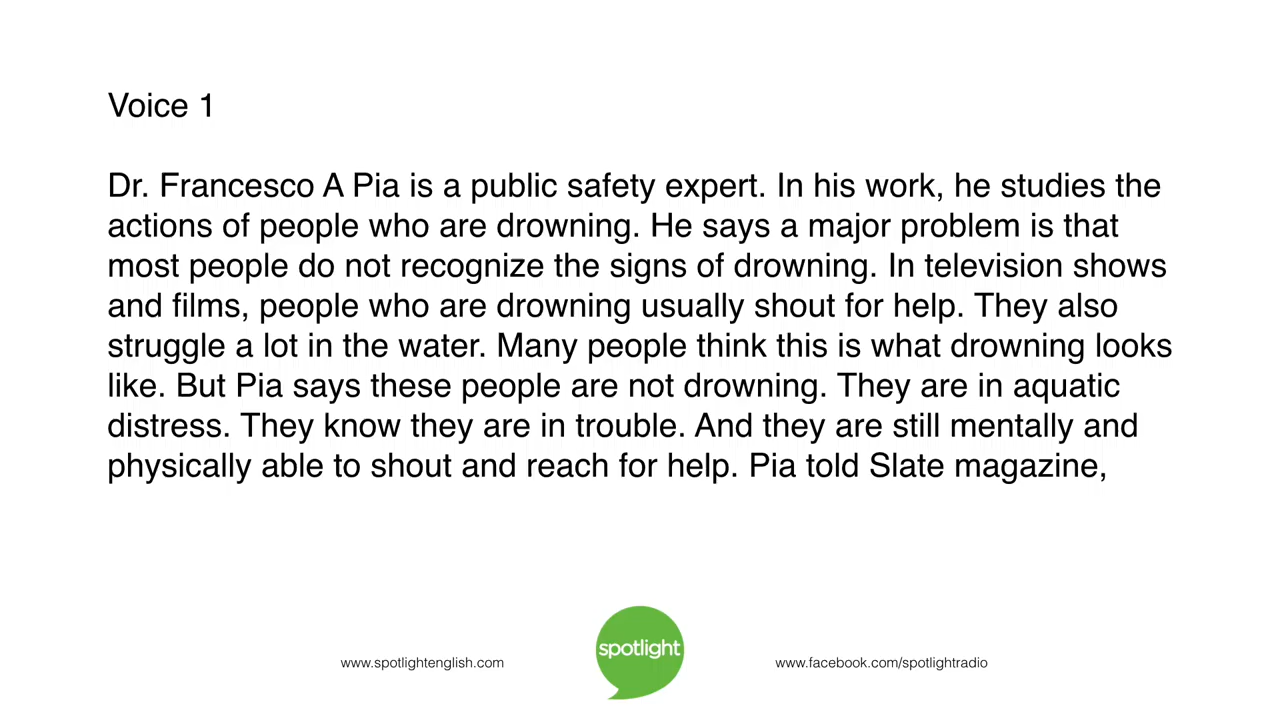 Voice 1
Dr. Francesco A Pia is a public safety expert. In his work, he studies the
actions of people who are drowning. He says a major problem is that
most people do not recognize the signs of drowning. In television shows
and films, people who are drowning usually shout for help. They also
struggle a lot in the water. Many people think this is what drowning looks
like. But Pia says these people are not drowning. They are in aquatic
distress. They know they are in trouble. And they are still mentally and
physically able to shout and reach for help. Pia told Slate magazine,
www.spotlightenglish.com
spotlight
www.facebook.com/spotlightradio